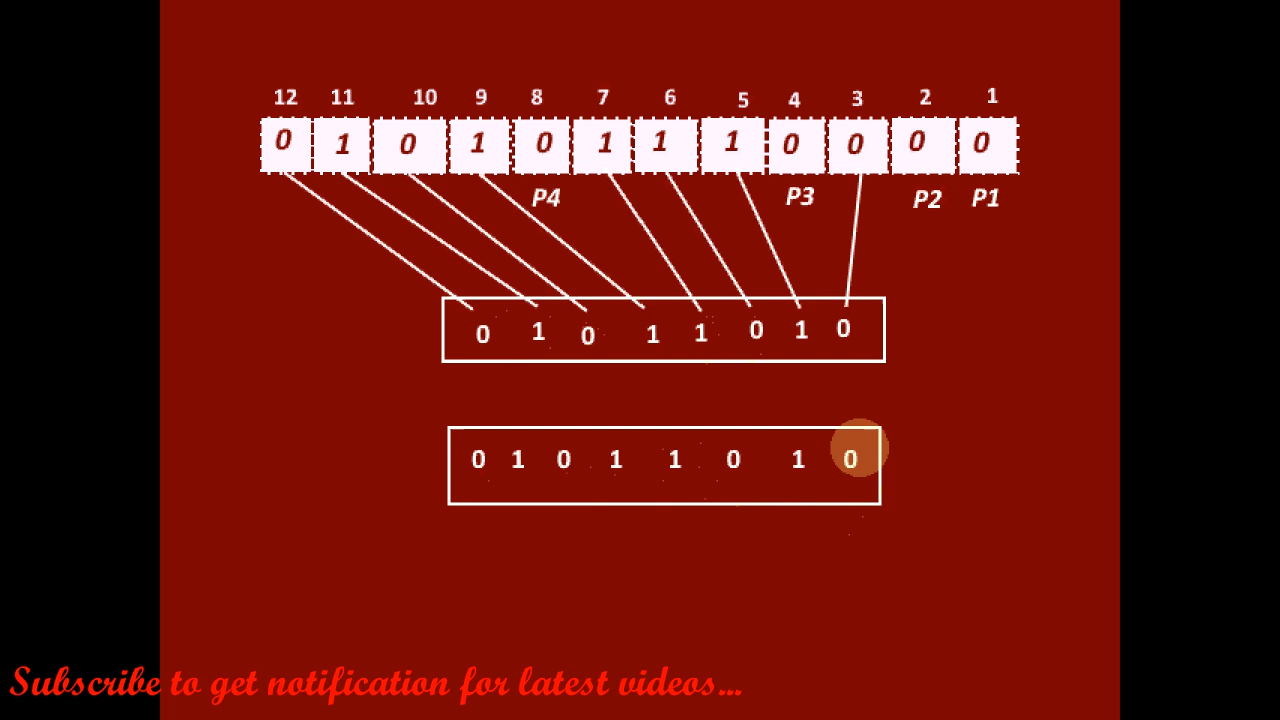 12 11 10 9 8 7 6 5 4 3 2 1
0 1 0 1 0 1 1 1 0 0 0 0
P4 P3 P2 P1
0 1 0 1 1 0 1 0
0 1 0 1 1 0 1 0
Subscribe to get notification for latest videos...